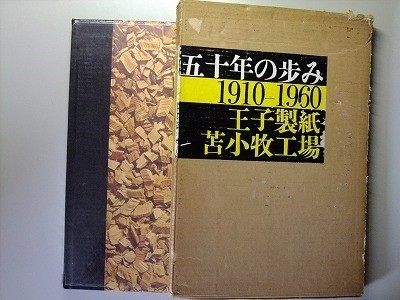 五十年の歩み
1910-1960
王子製紙
苫小牧工場